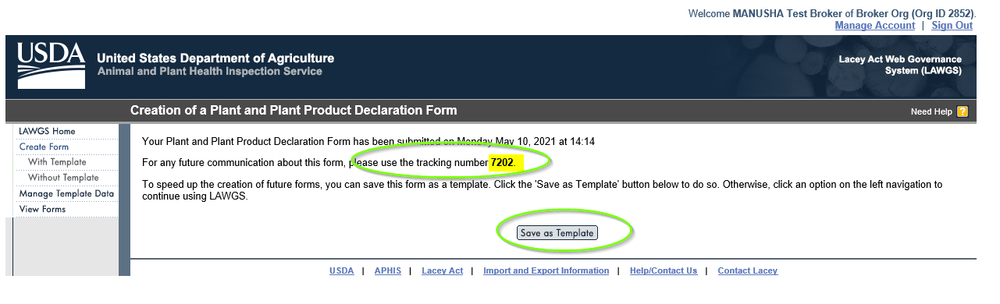 Welcome MANUSHA Test Broker of Broker Org (Org ID 2852).
Manage Account | Sign Out
USDA
United States Department of Agriculture
Animal and Plant Health Inspection Service
Lacey Act Web Governance
System (LAWGS)
Creation of a Plant and Plant Product Declaration Form
Need Help ?
LAWGS Home
Create Form
With Template
Without Template
Manage Template Data
View Forms
Your Plant and Plant Product Declaration Form has been submitted on Monday May 10, 2021 at 14:14
For any future communication about this form, please use the tracking number 7202.
To speed up the creation of future forms, you can save this form as a template. Click the 'Save as Template' button below to do so. Otherwise, click an option on the left navigation to
continue using LAWGS.
Save as Template
USDA | APHIS | Lacey Act | Import and Export Information | Help/Contact Us | Contact Lacey